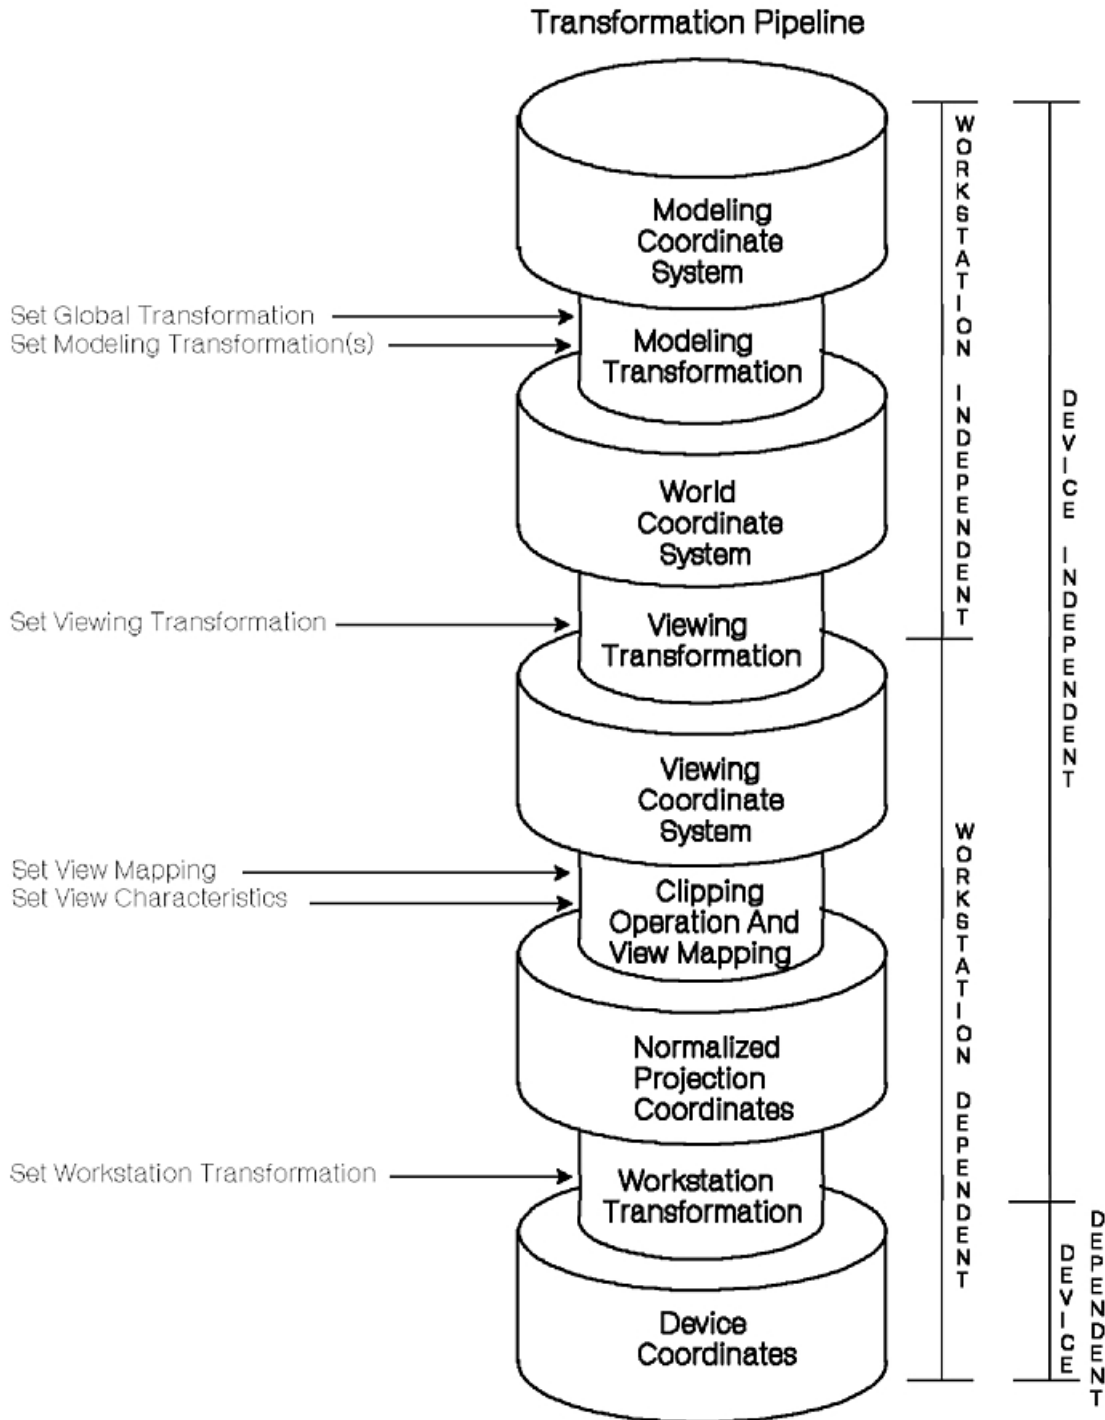 Transformation Pipeline
Modeling
Coordinate
System
Set Global Transformation
Set Modeling Transformation(s)
Modeling
Transformation
World
Coordinate
System
Set Viewing Transformation
Viewing
Transformation
Viewing
Coordinate
System
Set View Mapping
Set View Characteristics
Clipping
Operation And
View Mapping
Normalized
Projection
Coordinates
Set Workstation Transformation
Workstation
Transformation
Device
Coordinates
WORKSTATION INDEPENDENT
WORKSTATION DEPENDENT
DEVICE INDEPENDENT
DEVICE
DEPENDENT